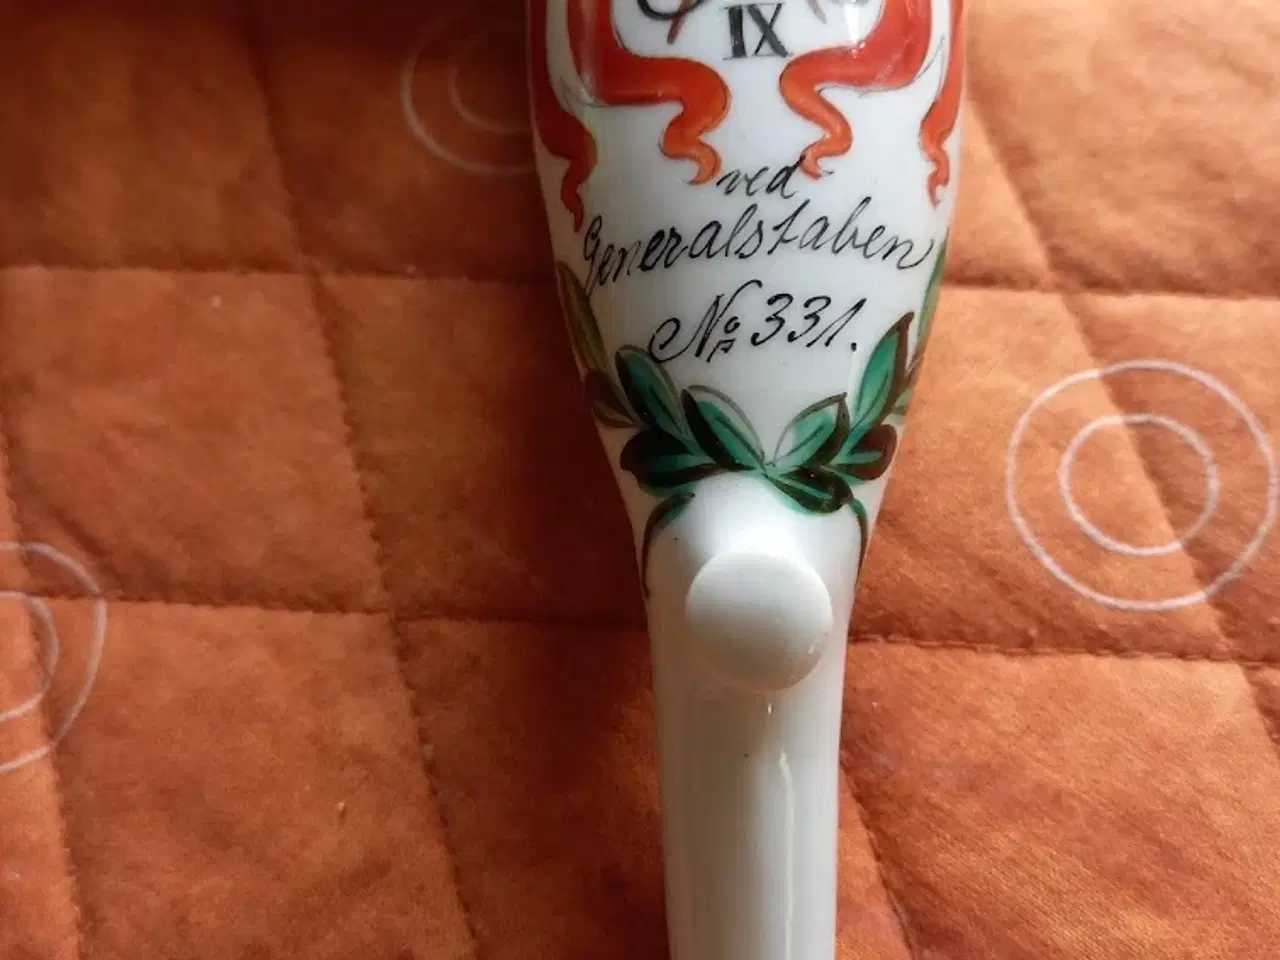 IX
ved
Generalstaben
No 331.